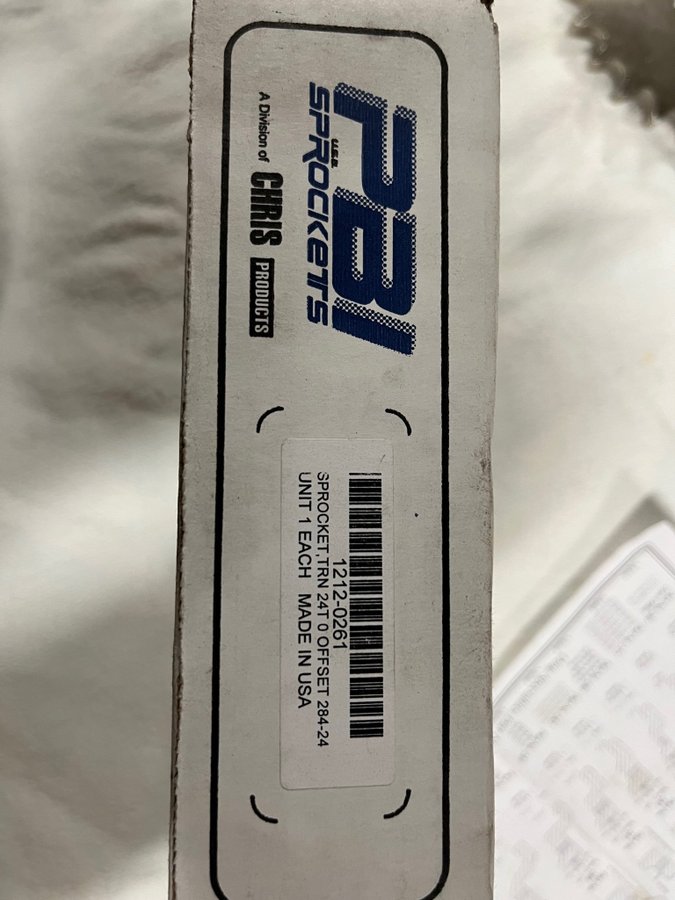 PBI
U.S.A.
SPROCKETS
A Division of CHRIS PRODUCTS
1212-0261
SPROCKET,TRN 24T 0 OFFSET 284-24
UNIT 1 EACH MADE IN USA